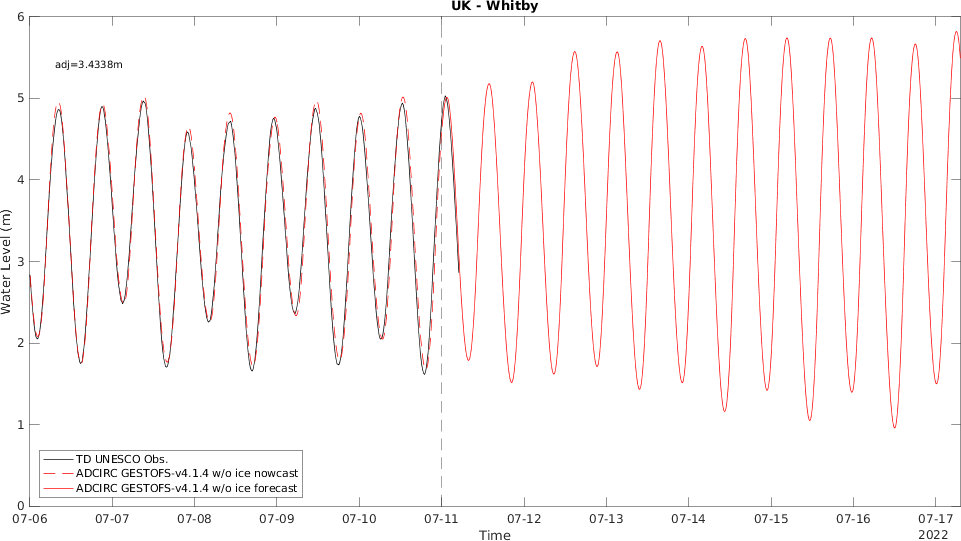 UK - Whitby
adj=3.4338m
Water Level (m)
6
5
4
3
2
1
0
TD UNESCO Obs.
ADCIRC GESTOFS-v4.1.4 w/o ice nowcast
ADCIRC GESTOFS-v4.1.4 w/o ice forecast
07-06 07-07 07-08 07-09 07-10 07-11 07-12 07-13 07-14 07-15 07-16 07-17
Time
2022